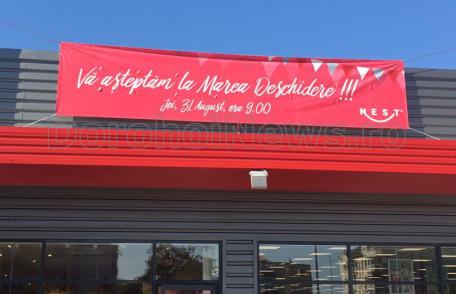 Vă așteptăm la Marea Deschidere !!!
Joi, 31 August, ora 9.00
NEST
DorohoiNews.ro